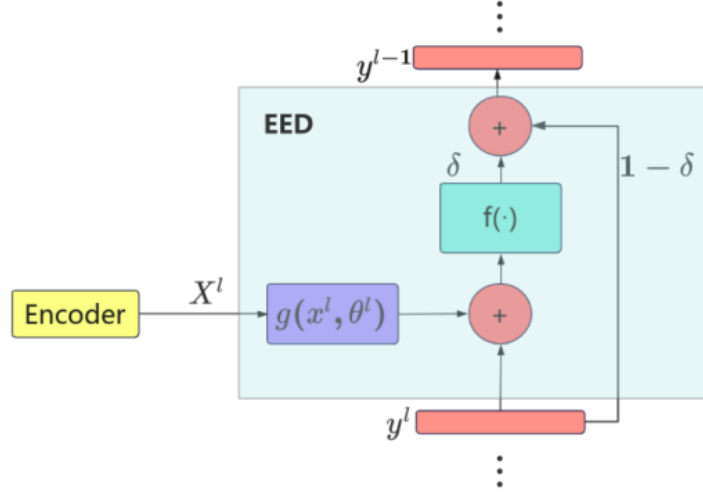 ⋮
y^{l−1}
+
EED
δ
1 − δ
f(·)
X^l
Encoder
g(x^l, θ^l)
+
y^l
⋮